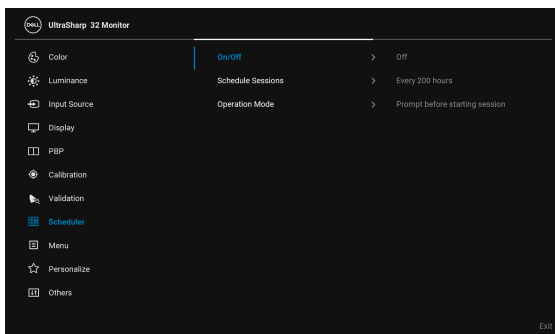 DELL UltraSharp 32 Monitor
Color
On/Off > Off
Luminance
Schedule Sessions > Every 200 hours
Input Source
Operation Mode > Prompt before starting session
Display
PBP
Calibration
Validation
Scheduler
Menu
Personalize
Others
Exit